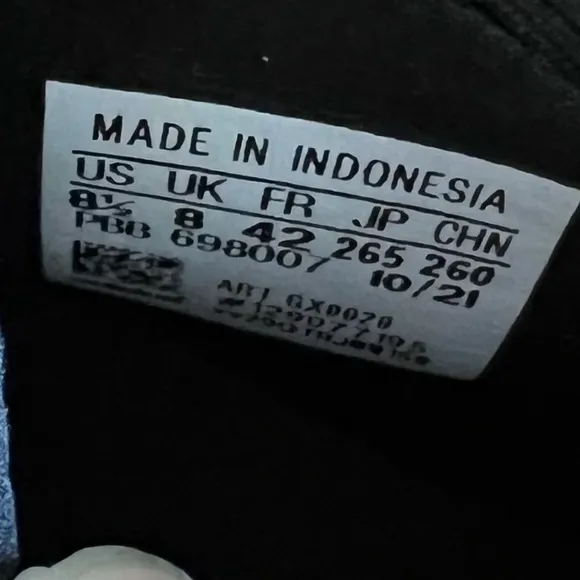 MADE IN INDONESIA
US UK FR JP CHN
8½ 8 42 265 260
PBB 698007 10/21
ART GX0020